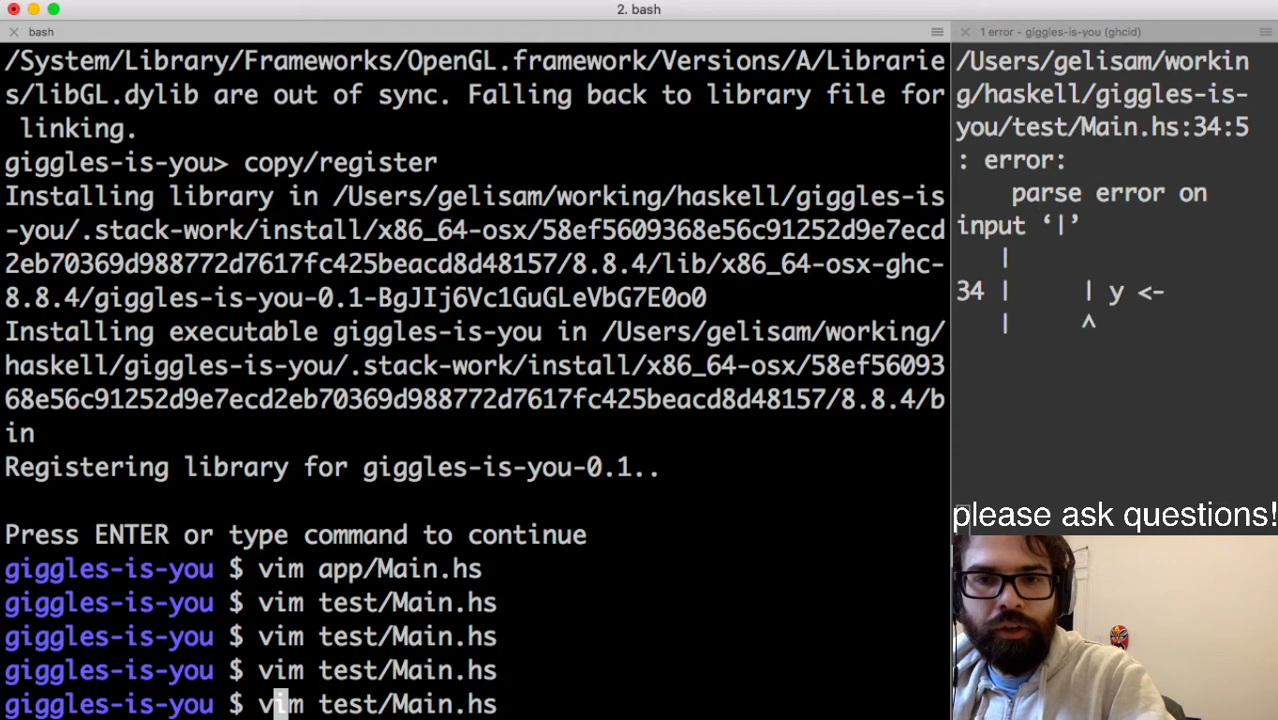 2. bash
bash
1 error - giggles-is-you (ghcid)
/System/Library/Frameworks/OpenGL.framework/Versions/A/Librarie
s/libGL.dylib are out of sync. Falling back to library file for
 linking.
giggles-is-you> copy/register
Installing library in /Users/gelisam/working/haskell/giggles-is
-you/.stack-work/install/x86_64-osx/58ef5609368e56c91252d9e7ecd
2eb70369d988772d7617fc425beacd8d48157/8.8.4/lib/x86_64-osx-ghc-
8.8.4/giggles-is-you-0.1-BgJIj6Vc1GuGLeVbG7E0o0
Installing executable giggles-is-you in /Users/gelisam/working/
haskell/giggles-is-you/.stack-work/install/x86_64-osx/58ef56093
68e56c91252d9e7ecd2eb70369d988772d7617fc425beacd8d48157/8.8.4/b
in
Registering library for giggles-is-you-0.1..
Press ENTER or type command to continue
giggles-is-you $ vim app/Main.hs
giggles-is-you $ vim test/Main.hs
giggles-is-you $ vim test/Main.hs
giggles-is-you $ vim test/Main.hs
giggles-is-you $ vim test/Main.hs
/Users/gelisam/workin
g/haskell/giggles-is-
you/test/Main.hs:34:5
: error:
    parse error on
input ‘|’
   |
34 |     | y <-
   |     ^
please ask questions!